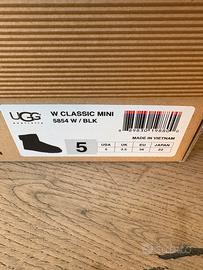 UGG
australia
W CLASSIC MINI
5854 W / BLK
5
USA UK EU JAPAN
5 3.5 36 22
MADE IN VIETNAM
subito